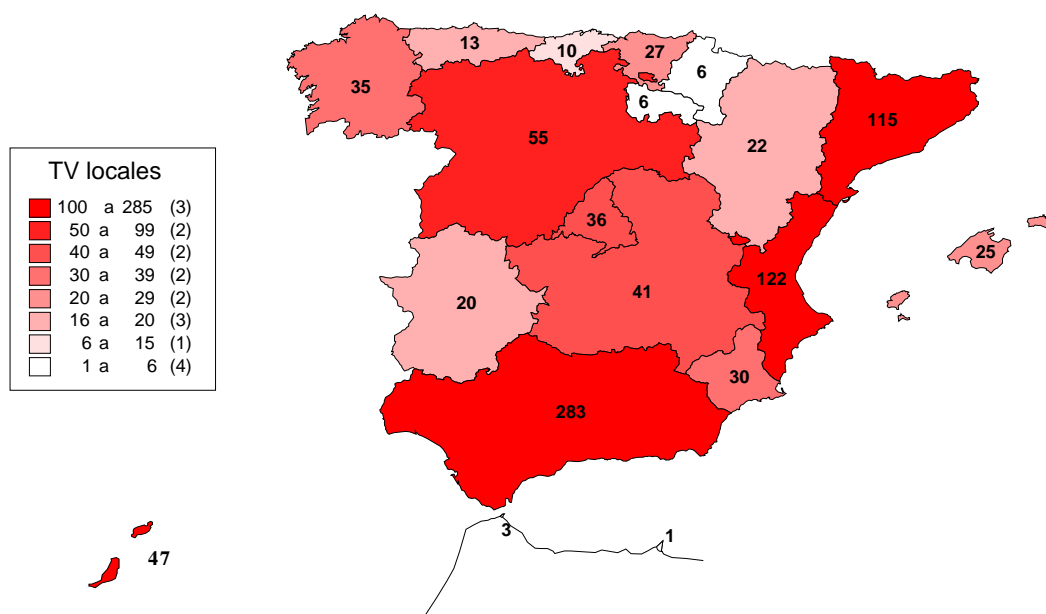 13
10
27
6
35
6
115
55
22
TV locales
100 a 285 (3)
50 a 99 (2)
40 a 49 (2)
30 a 39 (2)
20 a 29 (2)
16 a 20 (3)
6 a 15 (1)
1 a 6 (4)
36
25
122
41
20
30
283
3
1
47